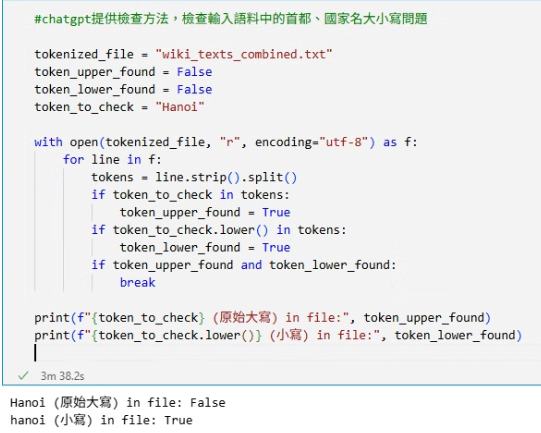 #chatgpt提供檢查方法，檢查輸入語料中的首都、國家名大小寫問題
tokenized_file = "wiki_texts_combined.txt"
token_upper_found = False
token_lower_found = False
token_to_check = "Hanoi"
with open(tokenized_file, "r", encoding="utf-8") as f:
    for line in f:
        tokens = line.strip().split()
        if token_to_check in tokens:
            token_upper_found = True
        if token_to_check.lower() in tokens:
            token_lower_found = True
        if token_upper_found and token_lower_found:
            break
print(f"{token_to_check} (原始大寫) in file:", token_upper_found)
print(f"{token_to_check.lower()} (小寫) in file:", token_lower_found)
3m 38.2s
Hanoi (原始大寫) in file: False
hanoi (小寫) in file: True